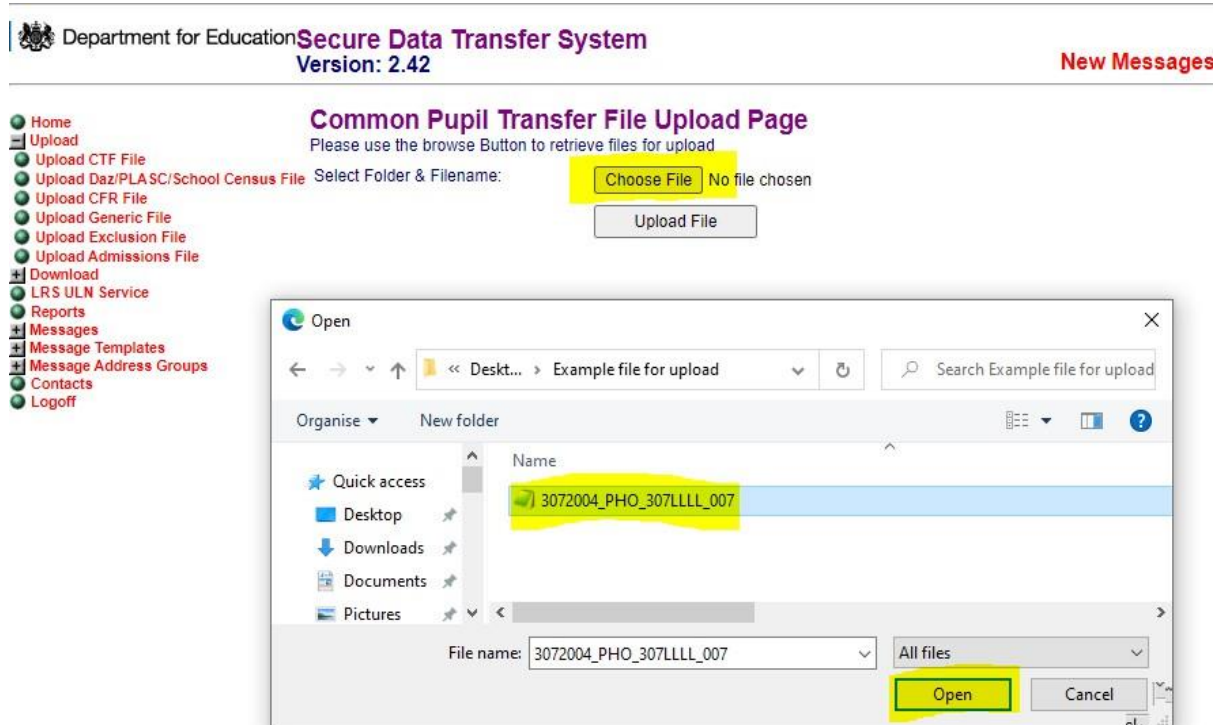 Department for Education
Secure Data Transfer System
Version: 2.42
New Messages
Home
Upload
Upload CTF File
Upload Daz/PLASC/School Census File
Upload CFR File
Upload Generic File
Upload Exclusion File
Upload Admissions File
Download
LRS ULN Service
Reports
Messages
Message Templates
Message Address Groups
Contacts
Logoff
Common Pupil Transfer File Upload Page
Please use the browse Button to retrieve files for upload
Select Folder & Filename:
Choose File No file chosen
Upload File
Open
« Deskt... › Example file for upload
Search Example file for upload
Organise
New folder
Name
Quick access
Desktop
Downloads
Documents
Pictures
3072004_PHO_307LLLL_007
File name: 3072004_PHO_307LLLL_007
All files
Open
Cancel